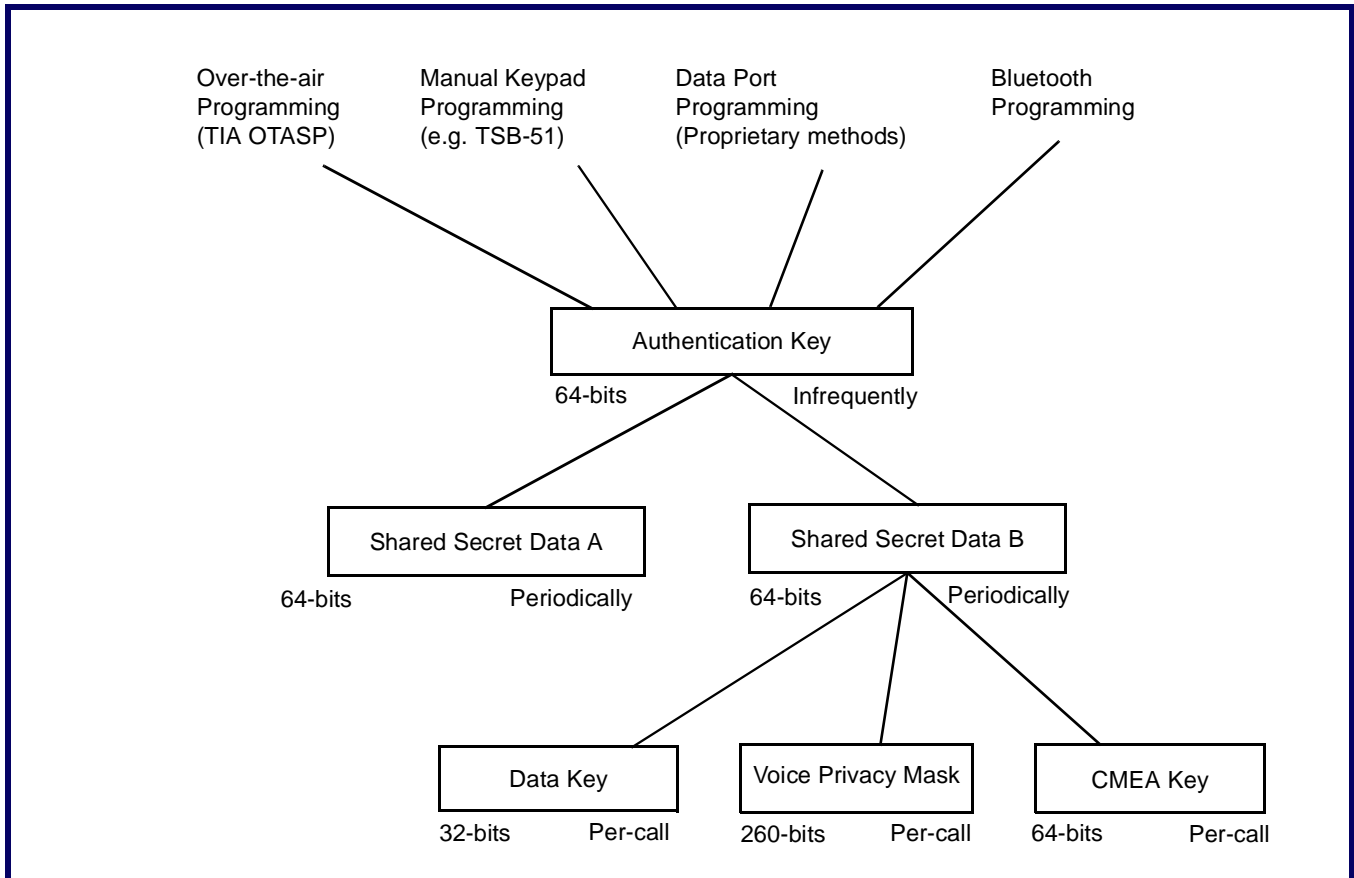 Over-the-air
Programming
(TIA OTASP)
Manual Keypad
Programming
(e.g. TSB-51)
Data Port
Programming
(Proprietary methods)
Bluetooth
Programming
Authentication Key
64-bits
Infrequently
Shared Secret Data A
64-bits
Periodically
Shared Secret Data B
64-bits
Periodically
Data Key
32-bits
Per-call
Voice Privacy Mask
260-bits
Per-call
CMEA Key
64-bits
Per-call